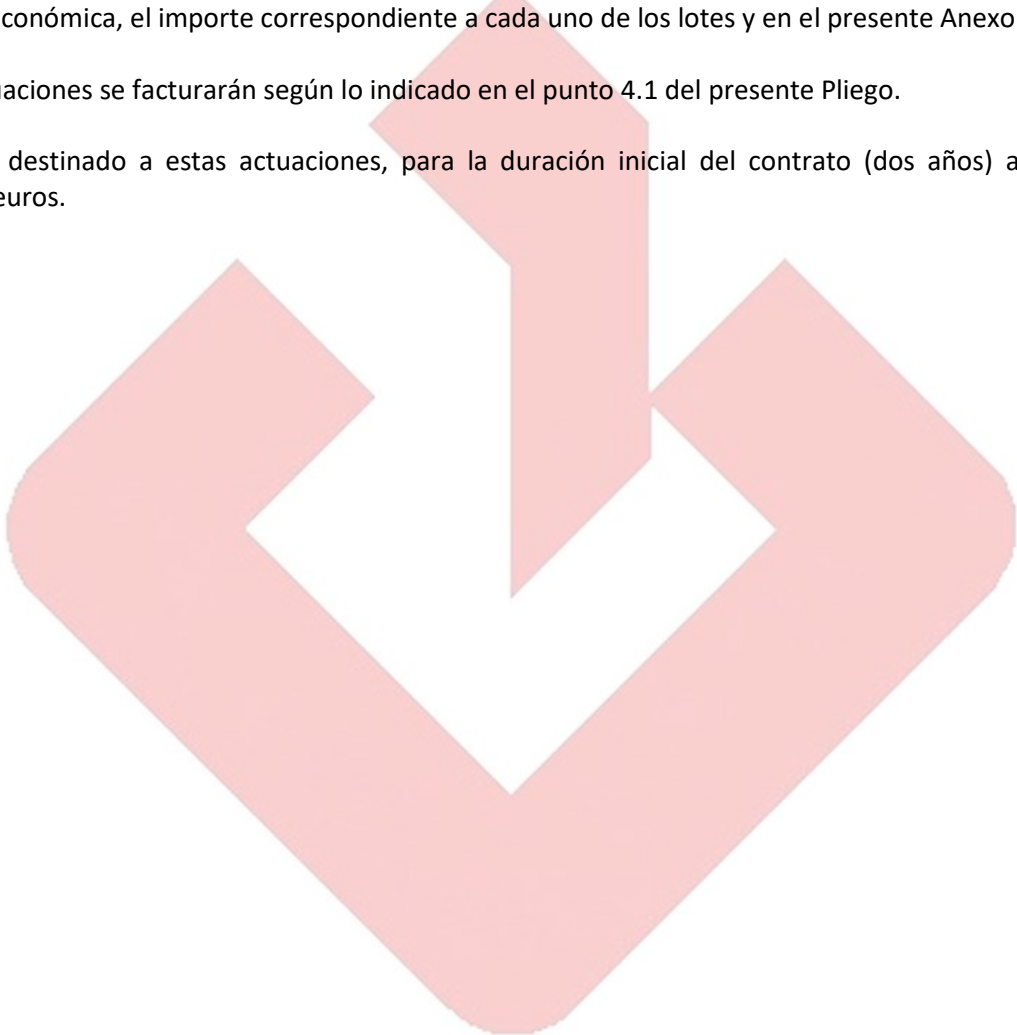 conómica, el importe correspondiente a cada uno de los lotes y en el presente Anexo
uaciones se facturarán según lo indicado en el punto 4.1 del presente Pliego.
destinado a estas actuaciones, para la duración inicial del contrato (dos años) a
euros.